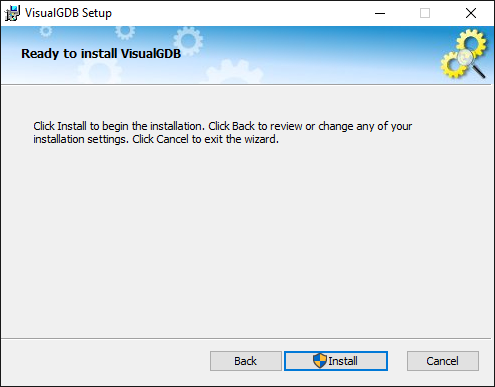 VisualGDB Setup
Ready to install VisualGDB
Click Install to begin the installation. Click Back to review or change any of your
installation settings. Click Cancel to exit the wizard.
Back
Install
Cancel